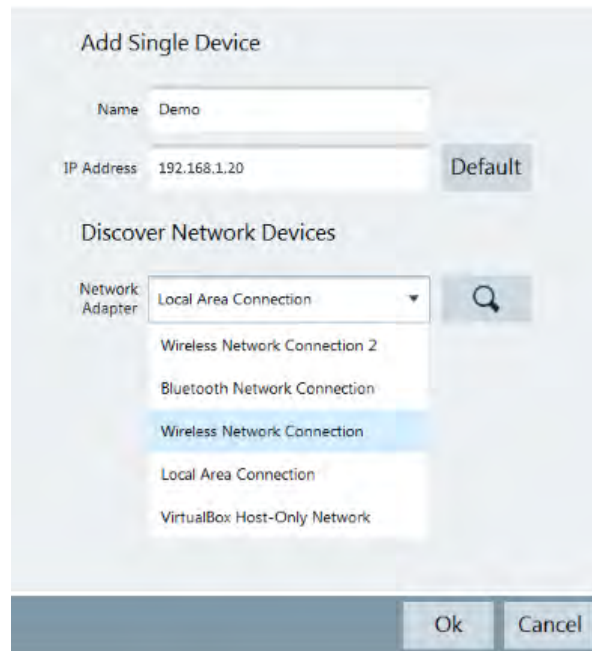 Add Single Device
Name Demo
IP Address 192.168.1.20 Default
Discover Network Devices
Network
Adapter Local Area Connection
Wireless Network Connection 2
Bluetooth Network Connection
Wireless Network Connection
Local Area Connection
VirtualBox Host-Only Network
Ok Cancel